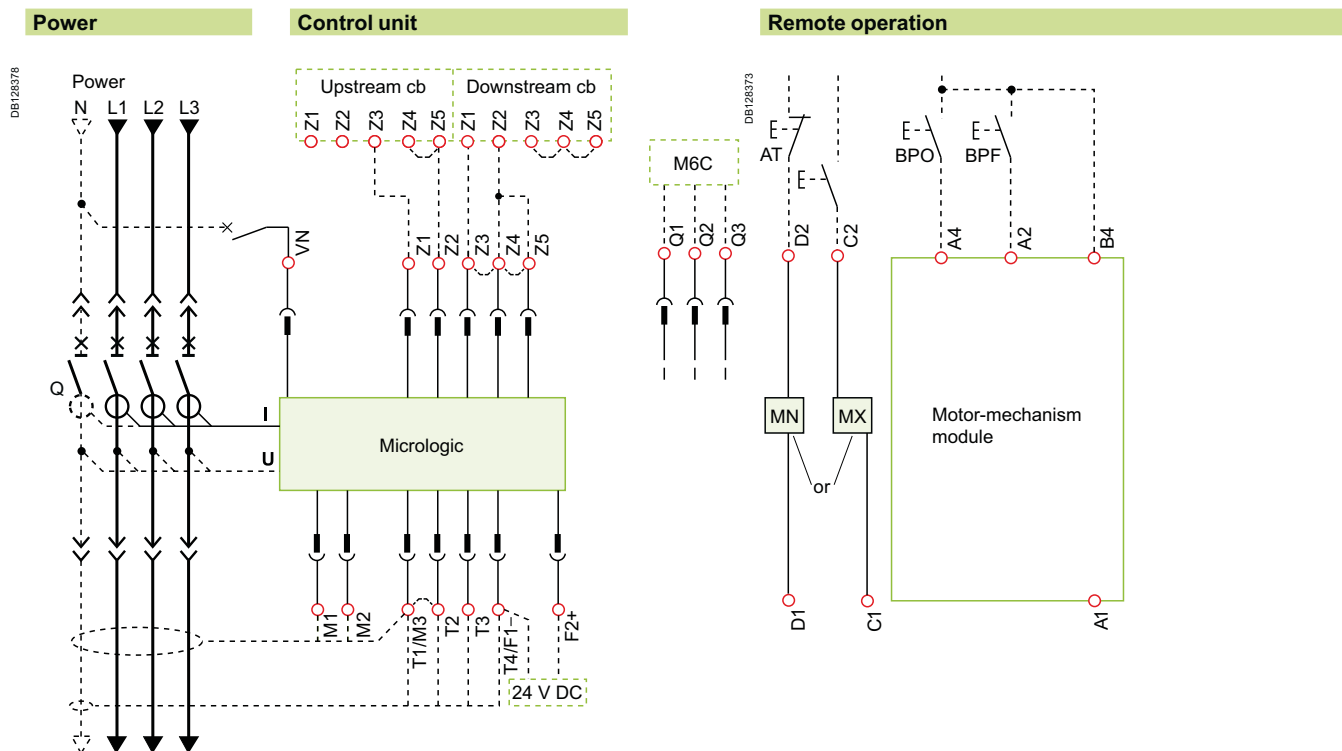 Power
Control unit
Remote operation
DB128378
Power
N L1 L2 L3
Upstream cb
Downstream cb
Z1 Z2 Z3 Z4 Z5 Z1 Z2 Z3 Z4 Z5
VN
Z1 Z2 Z3 Z4 Z5
Q
I
U
Micrologic
M1 M2 T1/M3 T2 T3 T4/F1– F2+
24 V DC
DB128373
M6C
Q1 Q2 Q3
AT
BPO
BPF
D2 C2 A4 A2 B4
MN
MX
or
Motor-mechanism
module
D1 C1 A1